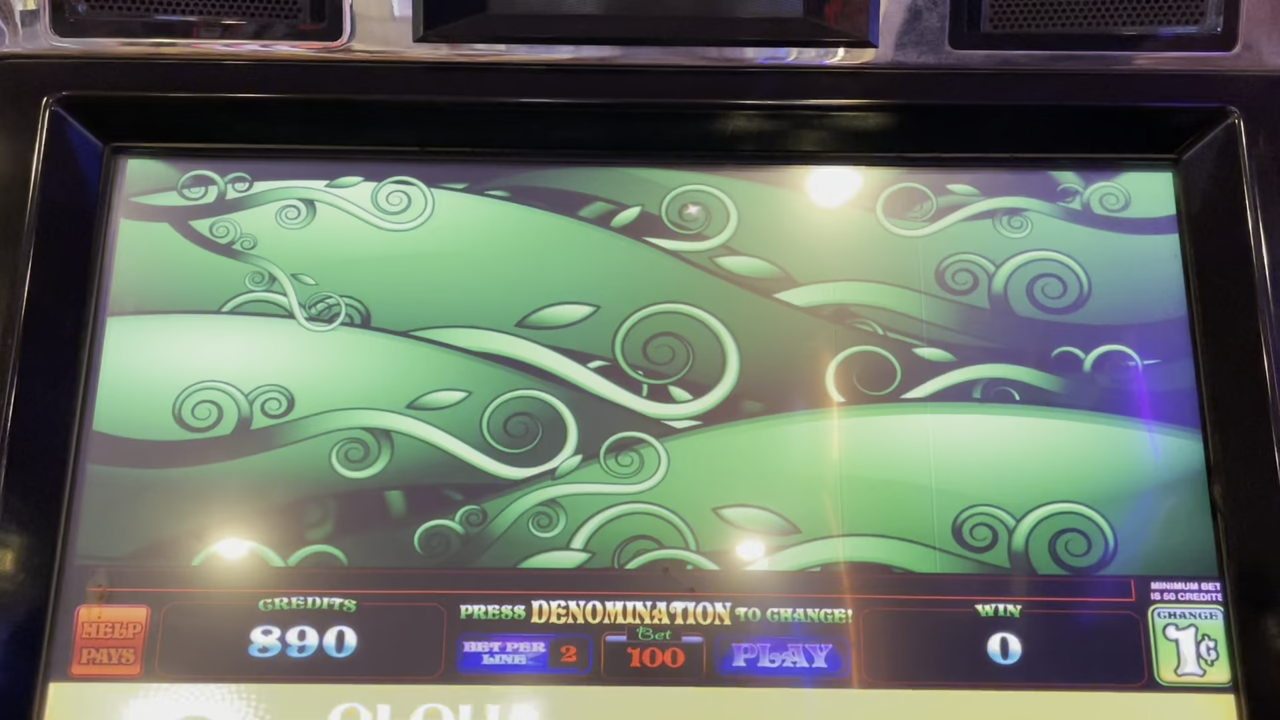 MINIMUM BET
IS 50 CREDITS
HELP
PAYS
CREDITS
890
PRESS DENOMINATION TO CHANGE!
BET PER
LINE
2
Bet
100
PLAY
WIN
0
CHANGE
1¢